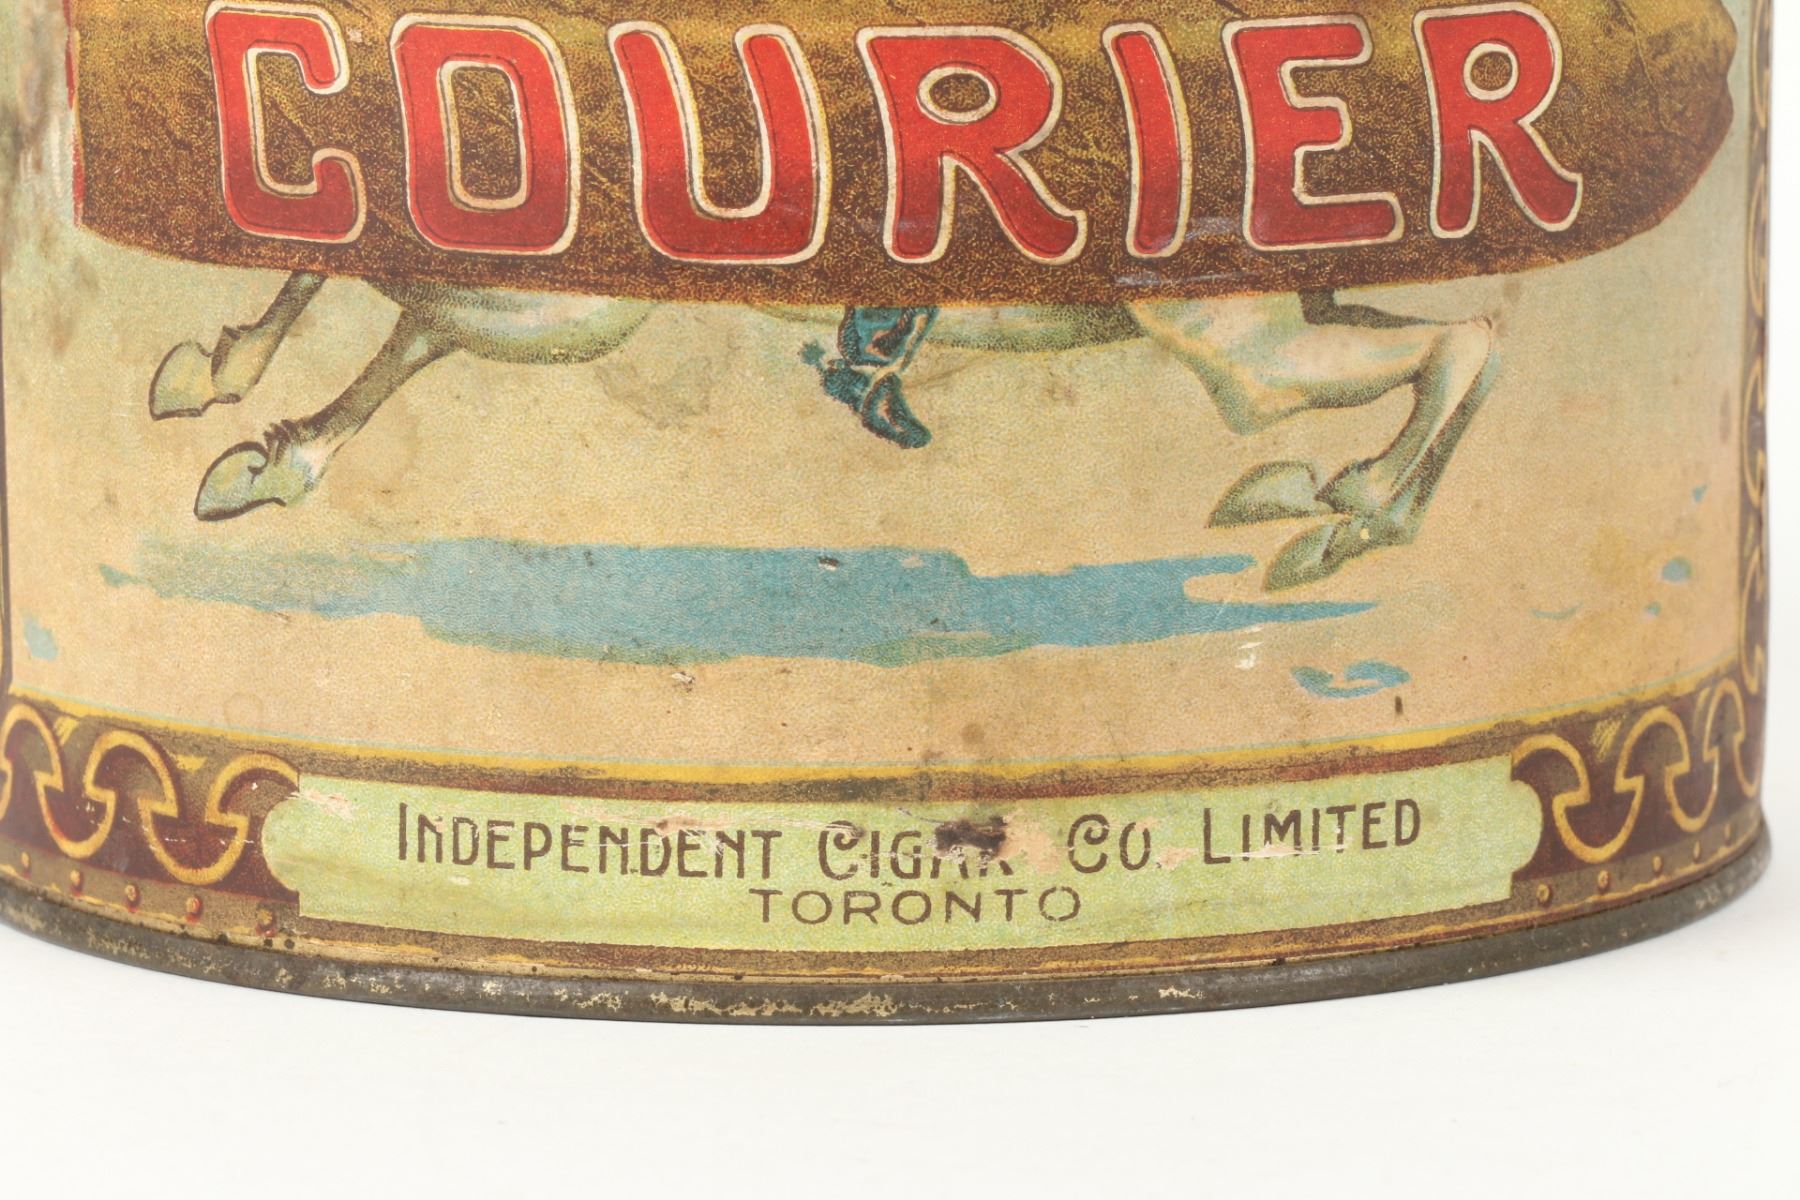 COURIER
INDEPENDENT CIGAR CO. LIMITED
TORONTO